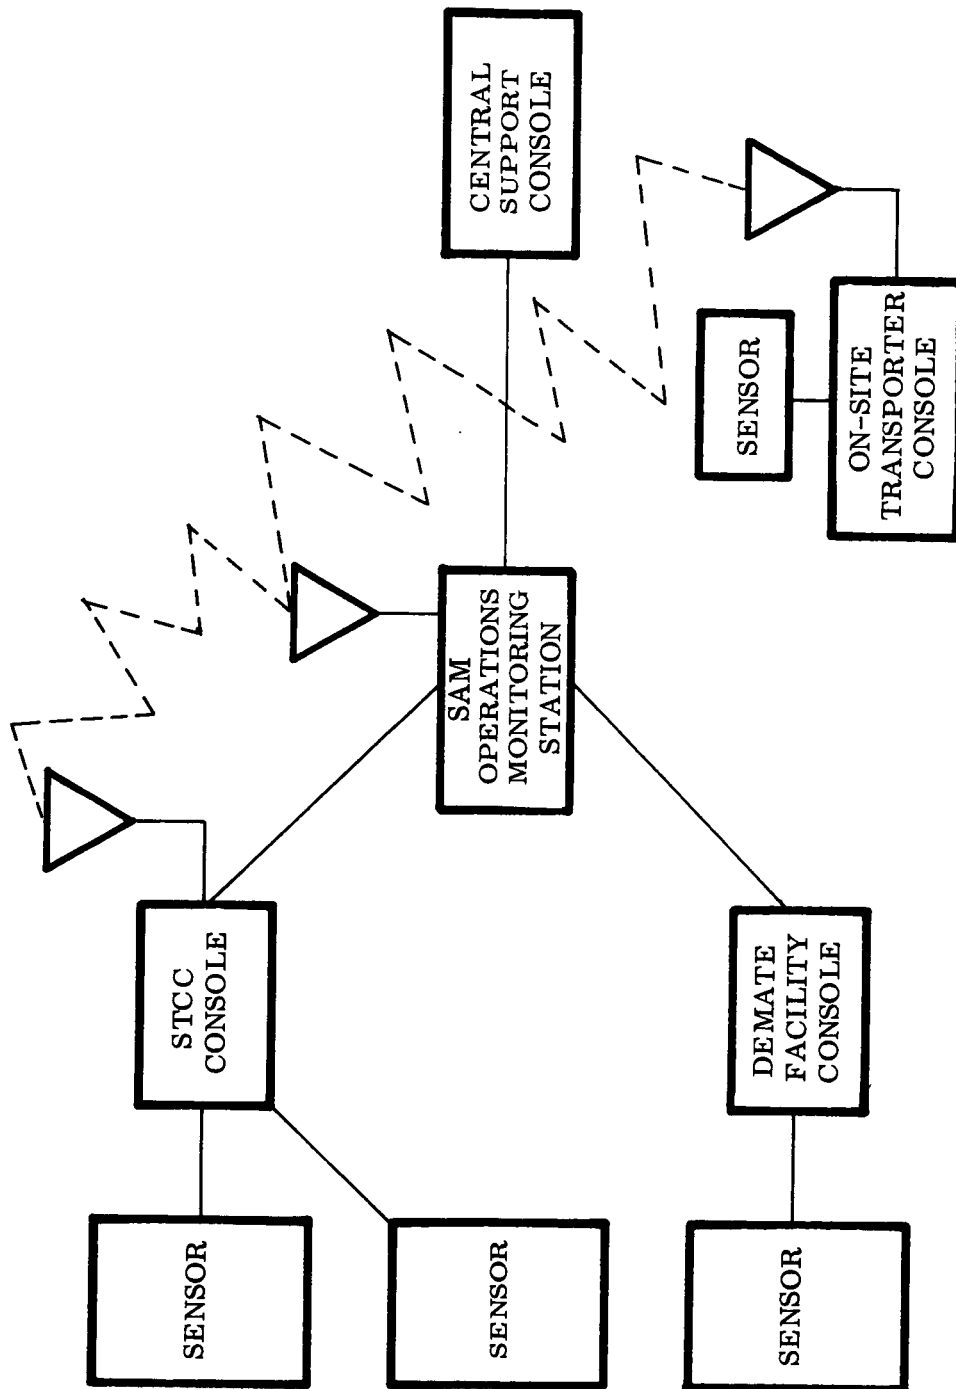 SENSOR
SENSOR
SENSOR
STCC
CONSOLE
DEMATE
FACILITY
CONSOLE
SAM
OPERATIONS
MONITORING
STATION
CENTRAL
SUPPORT
CONSOLE
SENSOR
ON-SITE
TRANSPORTER
CONSOLE